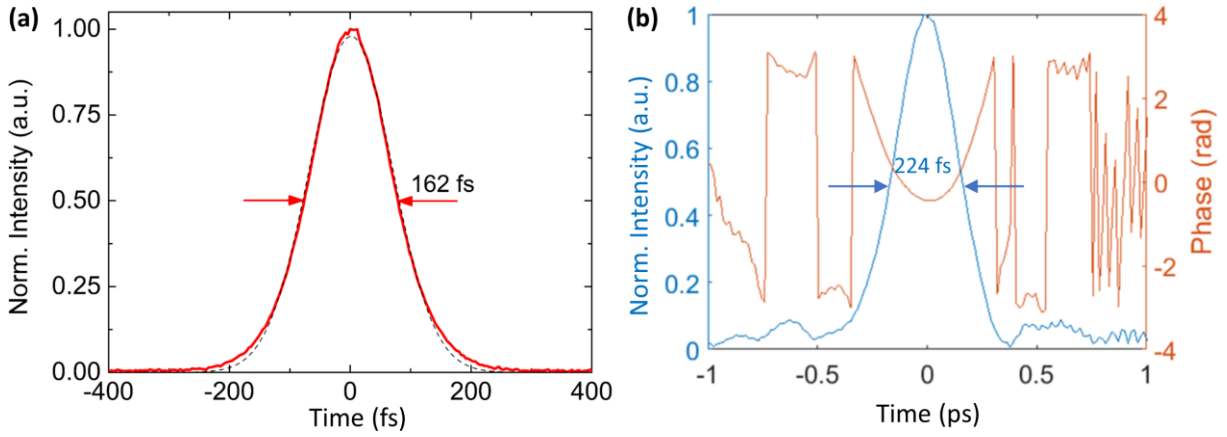 (a)
Norm. Intensity (a.u.)
1.00
0.75
0.50
0.25
0.00
162 fs
-400
-200
0
200
400
Time (fs)
(b)
Norm. Intensity (a.u.)
1
0.8
0.6
0.4
0.2
0
224 fs
4
2
0
-2
-4
Phase (rad)
-1
-0.5
0
0.5
1
Time (ps)